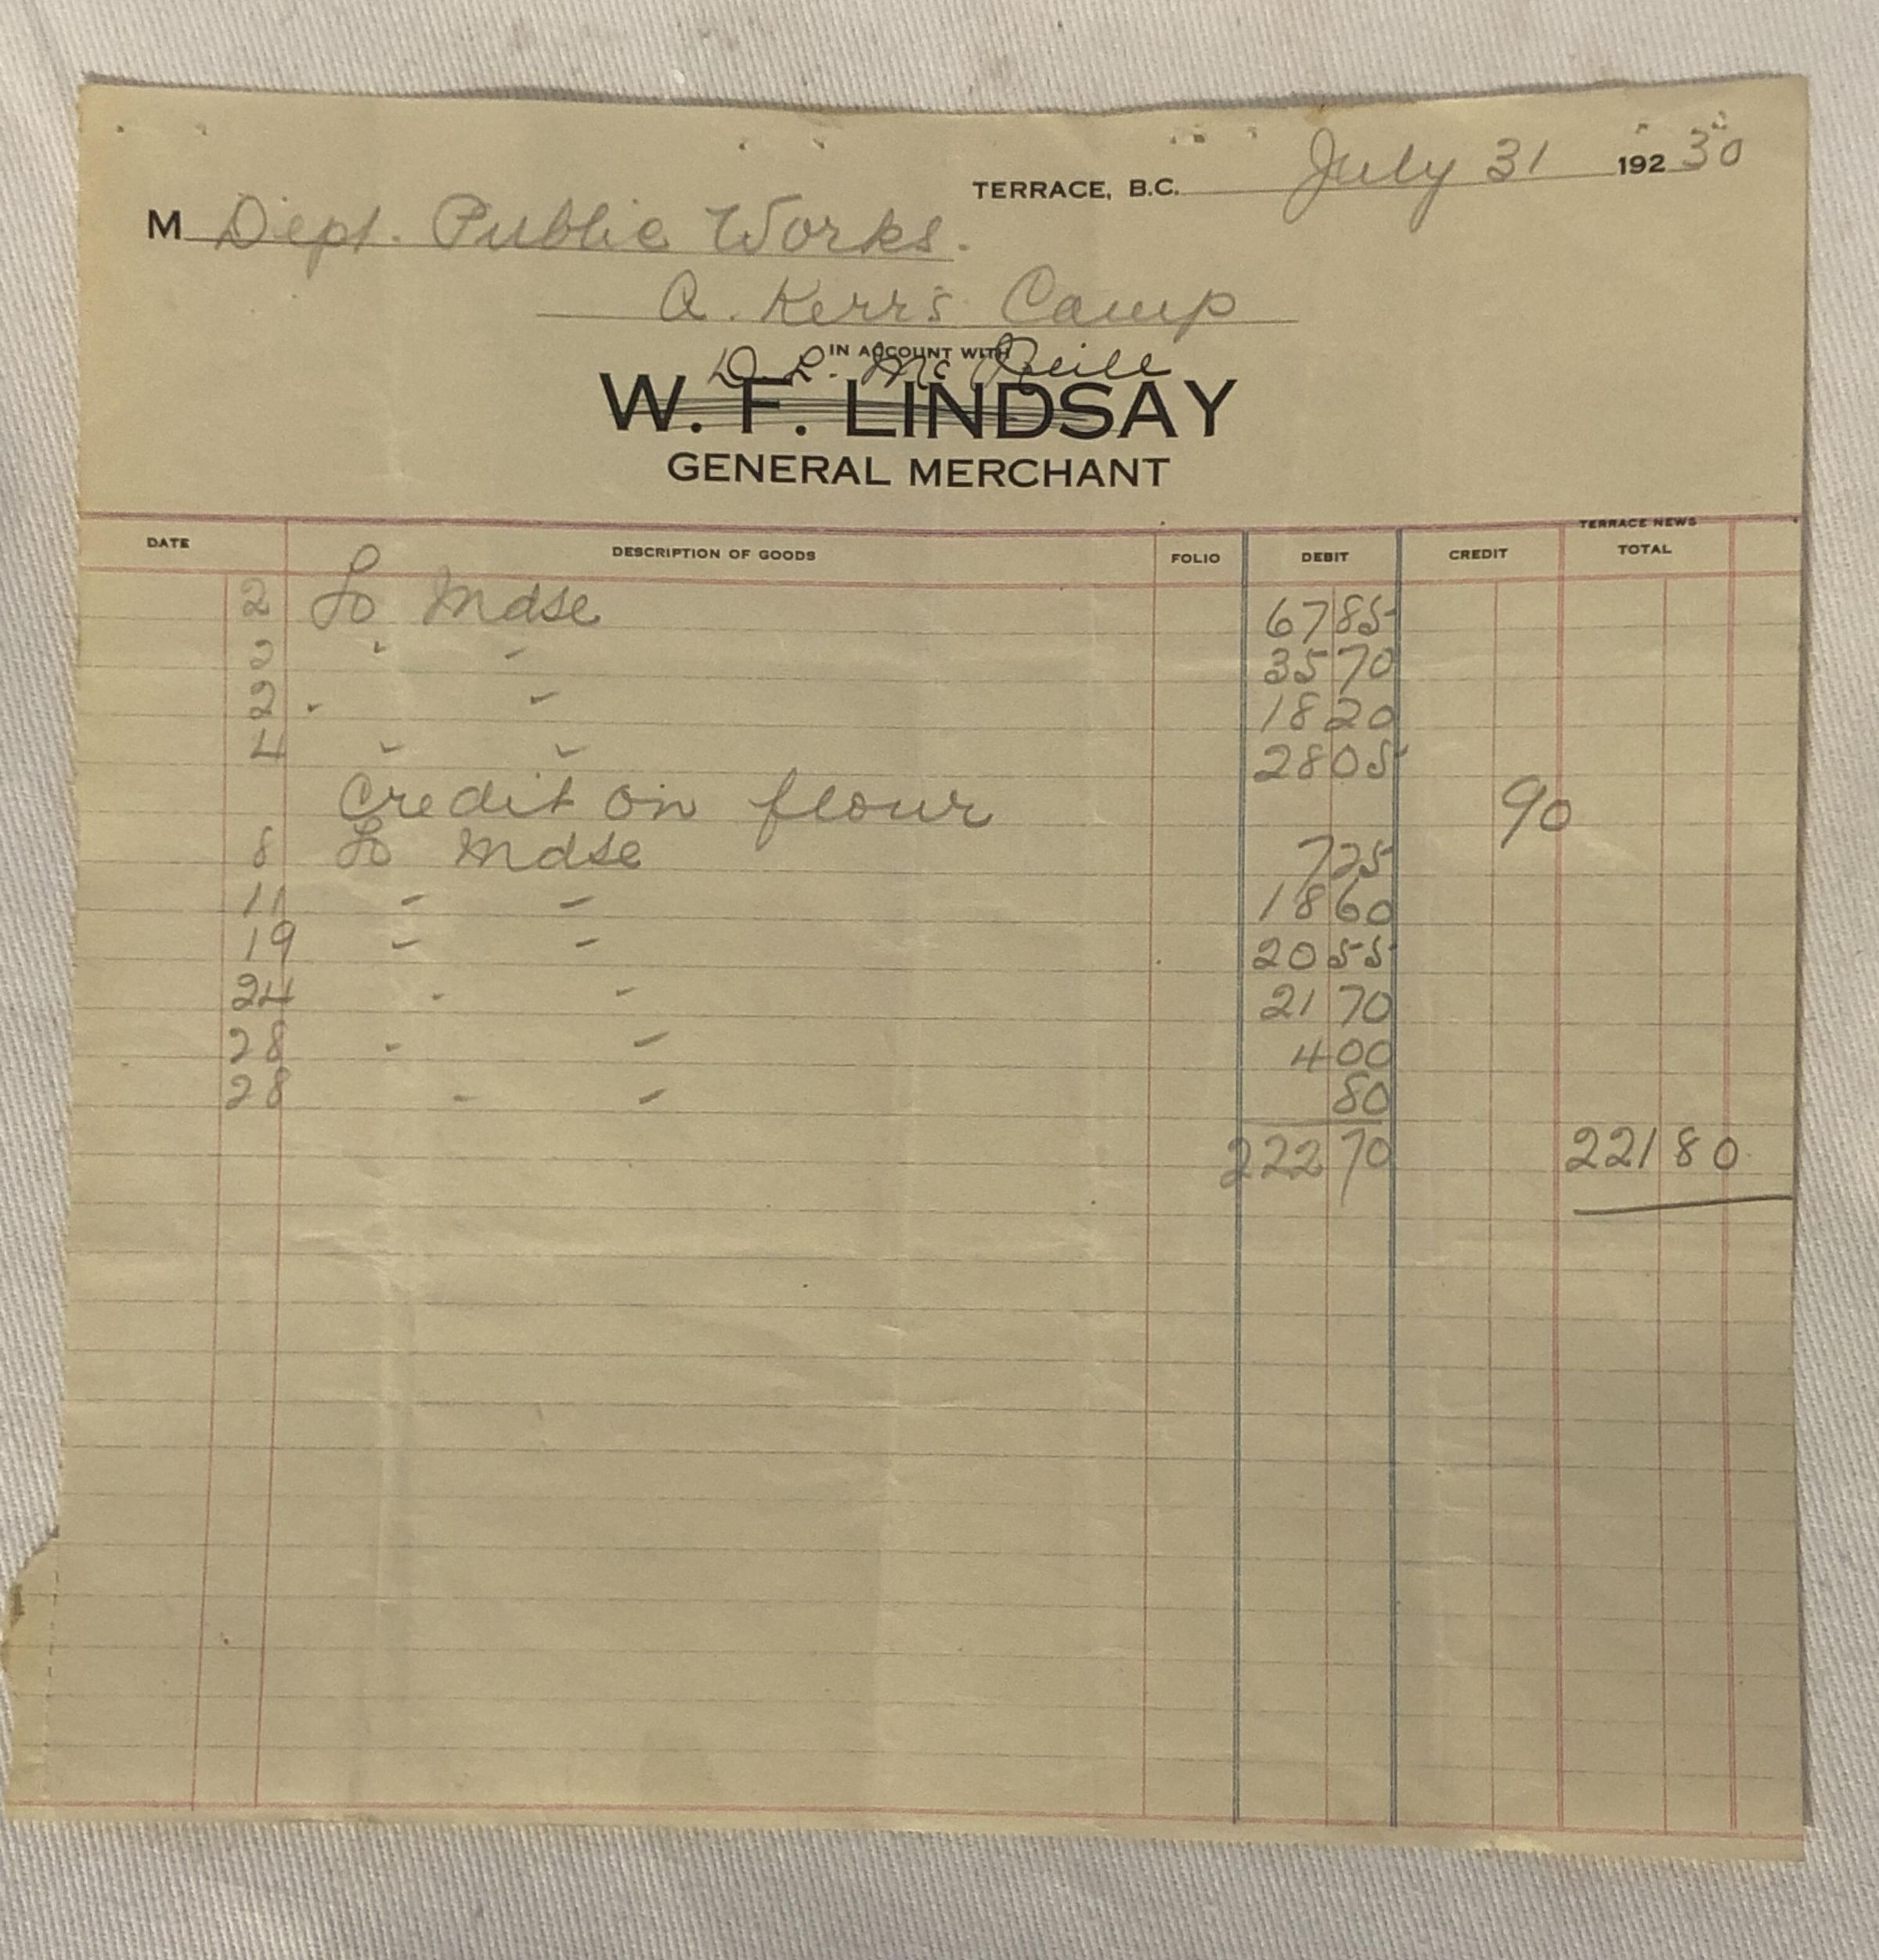 TERRACE, B.C. July 31 192 30
M Dept. Public Works.
A. Kerr's Camp
IN ACCOUNT WITH
D. L. McNeill
W. F. LINDSAY
GENERAL MERCHANT
TERRACE NEWS
DATE DESCRIPTION OF GOODS FOLIO DEBIT CREDIT TOTAL
2 To Mdse 67 85
2 " " 35 70
2 " " 18 20
4 " " 28 05
Credit on flour 90
8 To Mdse 7 25
11 " " 18 60
19 " " 20 55
24 " " 21 70
28 " " 4 00
28 " " 80
222 70 221 80